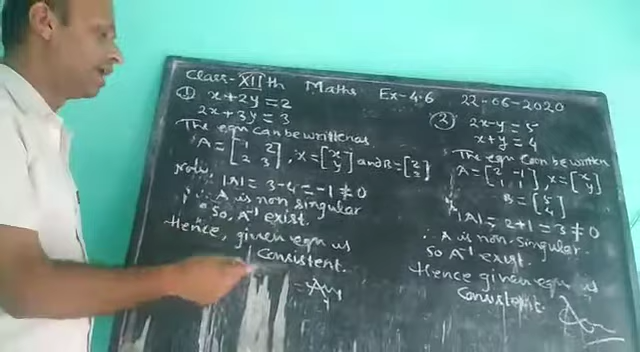 Class-XIIth Maths Ex-4.6 22-06-2020
① x+2y=2
2x+3y=3
The eqn can be written as
A=[1 2 2 3], X=[x y] and B=[2 3]
Now, |A|= 3-4=-1≠0
∴ A is non singular
So, A⁻¹ exist.
Hence, given eqn is
Consistent.
=Ans
② 2x-y=5
x+y=4
The eqn can be written
A=[2 -1 1 1], X=[x y]
B=[5 4]
|A|=2+1=3≠0
∴ A is non-singular.
So A⁻¹ exist.
Hence given eqn is
Consistent. Ans